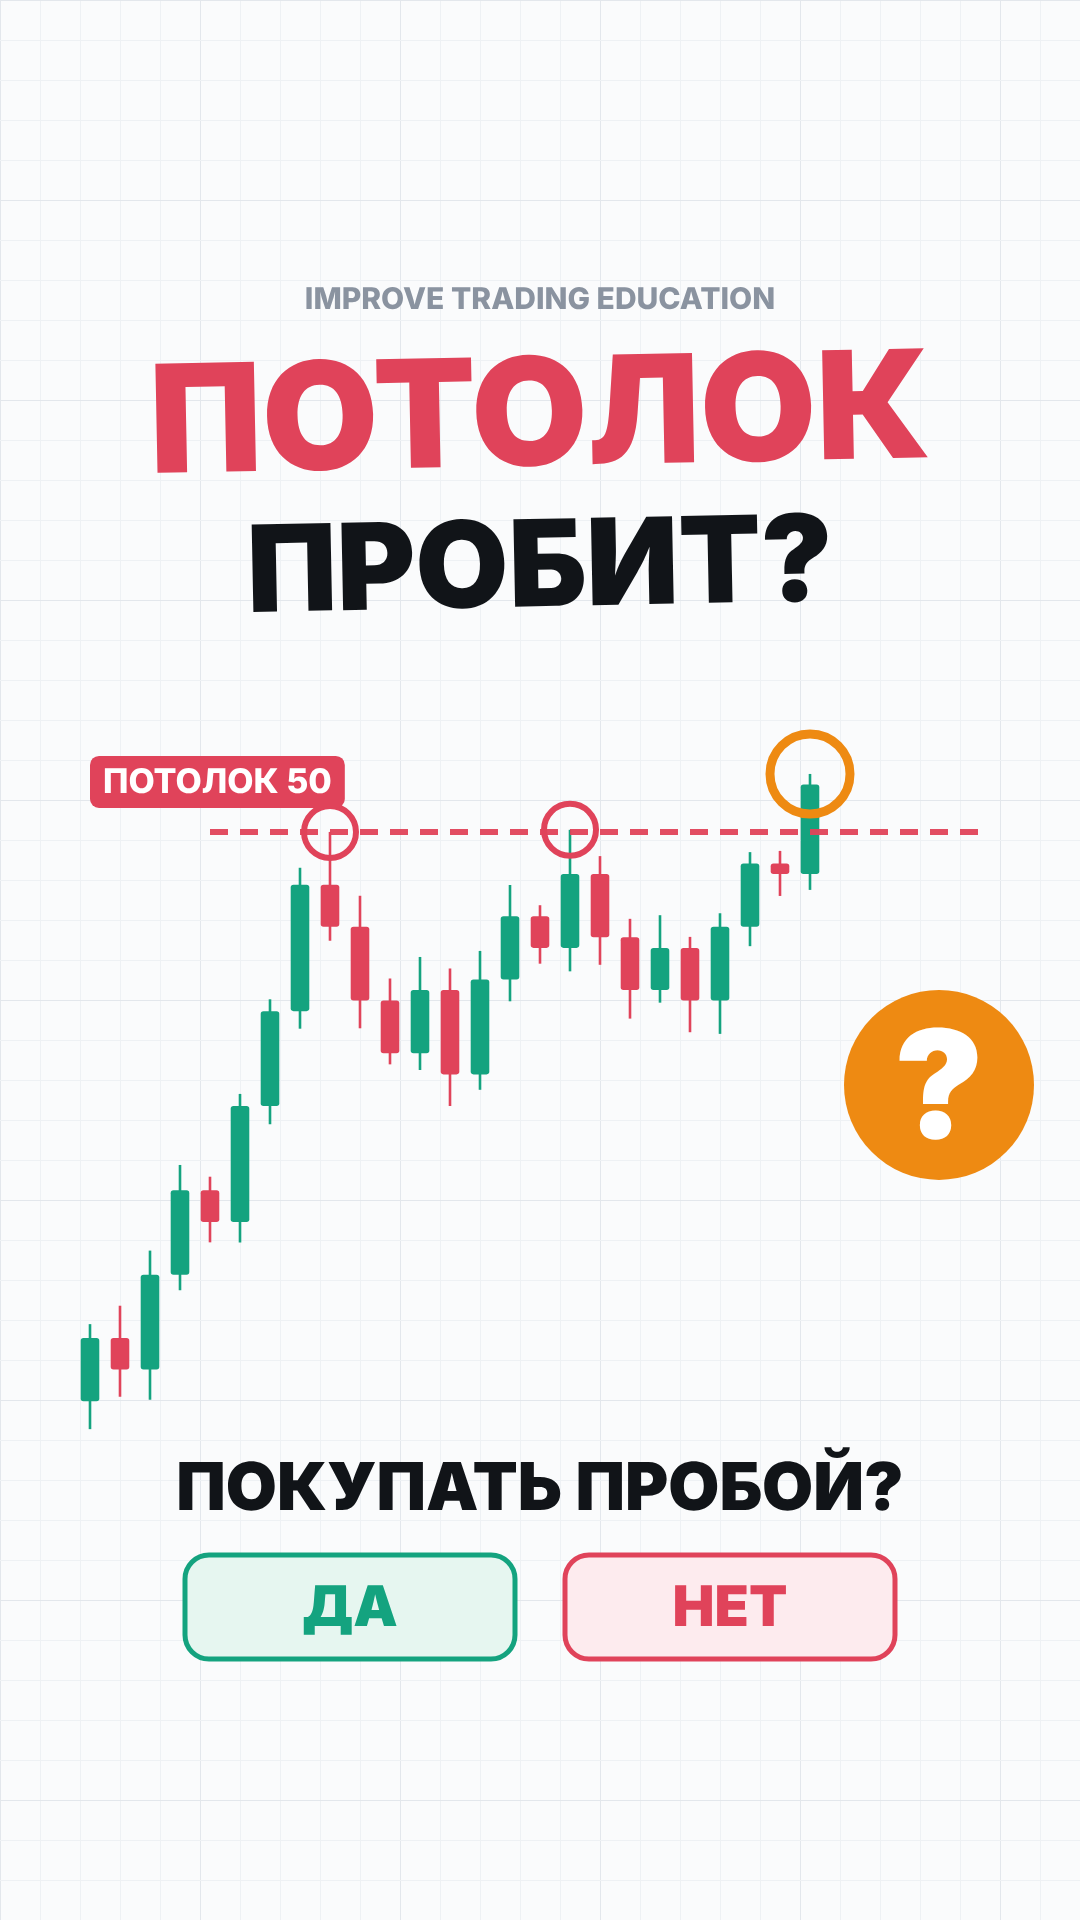 IMPROVE TRADING EDUCATION
ПОТОЛОК
ПРОБИТ?
ПОТОЛОК 50
?
ПОКУПАТЬ ПРОБОЙ?
ДА
НЕТ